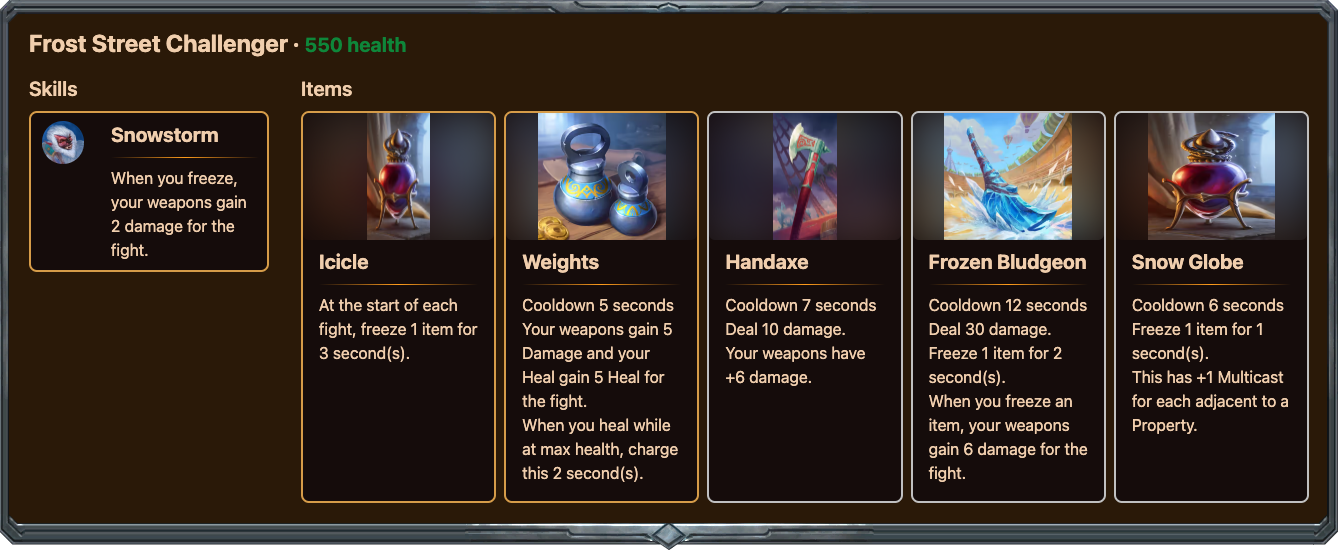 Frost Street Challenger · 550 health
Skills
Snowstorm
When you freeze,
your weapons gain
2 damage for the
fight.
Items
Icicle
At the start of each
fight, freeze 1 item for
3 second(s).
Weights
Cooldown 5 seconds
Your weapons gain 5
Damage and your
Heal gain 5 Heal for
the fight.
When you heal while
at max health, charge
this 2 second(s).
Handaxe
Cooldown 7 seconds
Deal 10 damage.
Your weapons have
+6 damage.
Frozen Bludgeon
Cooldown 12 seconds
Deal 30 damage.
Freeze 1 item for 2
second(s).
When you freeze an
item, your weapons
gain 6 damage for the
fight.
Snow Globe
Cooldown 6 seconds
Freeze 1 item for 1
second(s).
This has +1 Multicast
for each adjacent to a
Property.